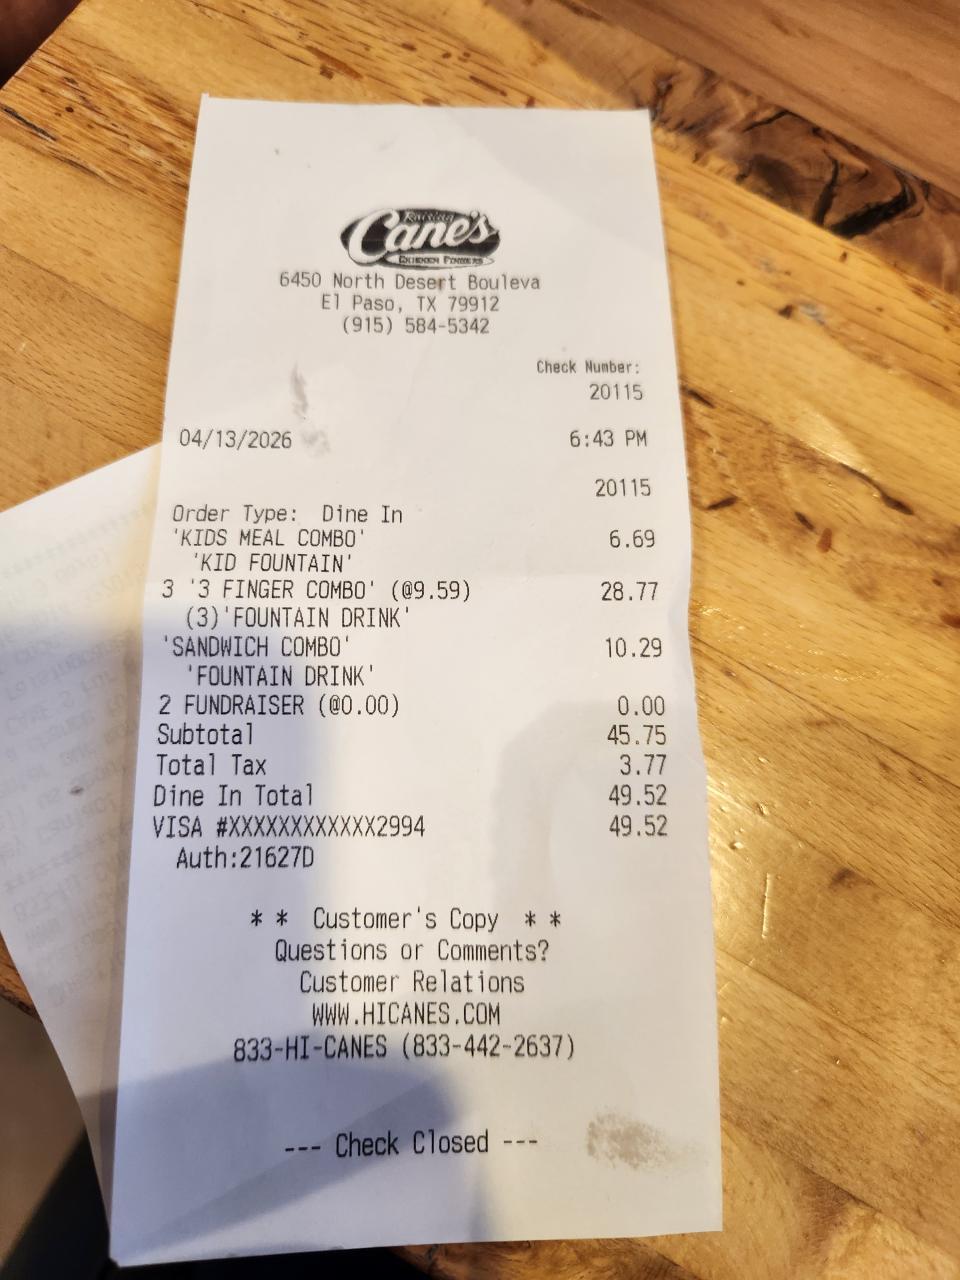 Raising
Cane's
CHICKEN FINGERS
6450 North Desert Bouleva
El Paso, TX 79912
(915) 584-5342
Check Number:
20115
04/13/2026 6:43 PM
20115
Order Type: Dine In
'KIDS MEAL COMBO' 6.69
'KID FOUNTAIN'
3 '3 FINGER COMBO' (@9.59) 28.77
(3)'FOUNTAIN DRINK'
'SANDWICH COMBO' 10.29
'FOUNTAIN DRINK'
2 FUNDRAISER (@0.00) 0.00
Subtotal 45.75
Total Tax 3.77
Dine In Total 49.52
VISA #XXXXXXXXXXXX2994 49.52
Auth:21627D
* * Customer's Copy * *
Questions or Comments?
Customer Relations
WWW.HICANES.COM
833-HI-CANES (833-442-2637)
--- Check Closed ---